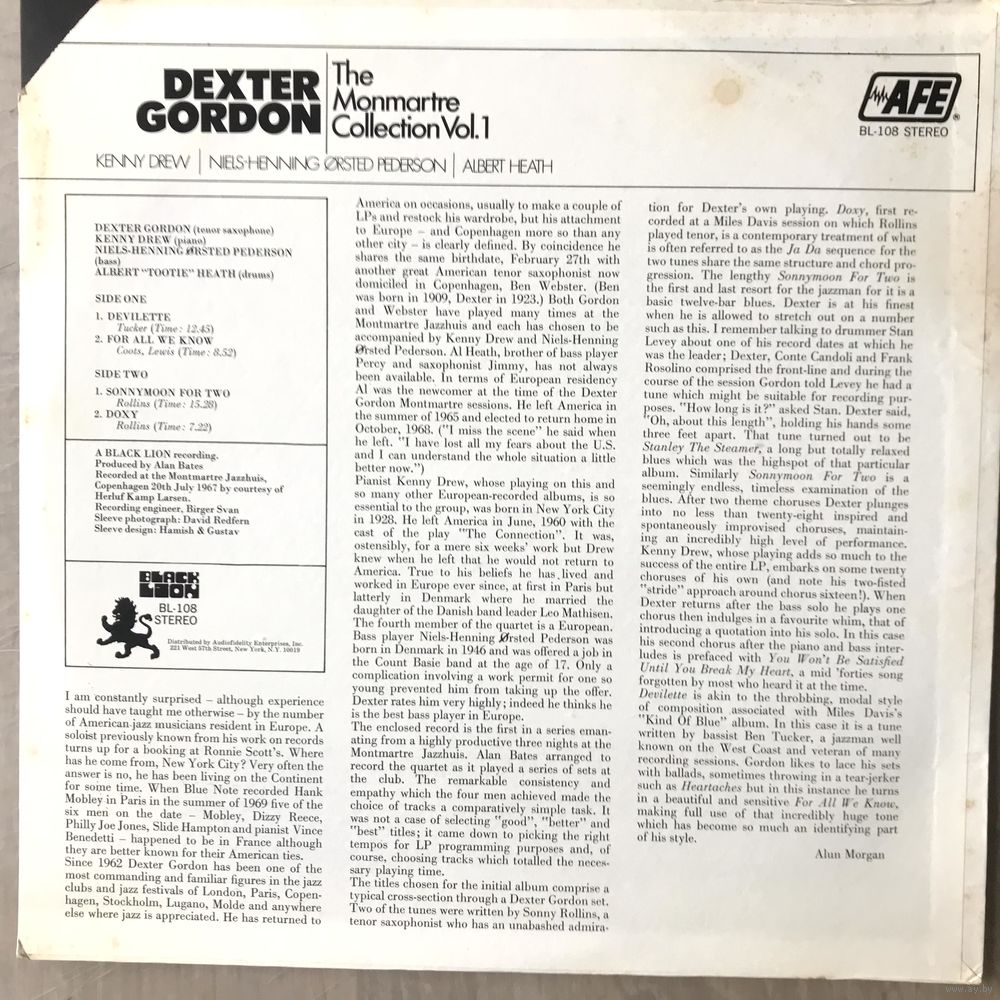 DEXTER
GORDON
The
Monmartre
Collection Vol.1
AFE®
BL-108 STEREO
KENNY DREW | NIELS-HENNING ØRSTED PEDERSON | ALBERT HEATH
DEXTER GORDON (tenor saxophone)
KENNY DREW (piano)
NIELS-HENNING ØRSTED PEDERSON
(bass)
ALBERT "TOOTIE" HEATH (drums)
SIDE ONE
1. DEVILETTE
Tucker (Time: 12.45)
2. FOR ALL WE KNOW
Coots, Lewis (Time: 8.52)
SIDE TWO
1. SONNYMOON FOR TWO
Rollins (Time: 15.28)
2. DOXY
Rollins (Time: 7.22)
A BLACK LION recording.
Produced by Alan Bates
Recorded at the Montmartre Jazzhuis,
Copenhagen 20th July 1967 by courtesy of
Herluf Kamp Larsen.
Recording engineer, Birger Svan
Sleeve photograph: David Redfern
Sleeve design: Hamish & Gustav
BLACK
LION
BL-108
STEREO
Distributed by Audiofidelity Enterprises, Inc.
221 West 57th Street, New York, N.Y. 10019
I am constantly surprised – although experience
should have taught me otherwise – by the number
of American jazz musicians resident in Europe. A
soloist previously known from his work on records
turns up for a booking at Ronnie Scott's. Where
has he come from, New York City? Very often the
answer is no, he has been living on the Continent
for some time. When Blue Note recorded Hank
Mobley in Paris in the summer of 1969 five of the
six men on the date – Mobley, Dizzy Reece,
Philly Joe Jones, Slide Hampton and pianist Vince
Benedetti – happened to be in France although
they are better known for their American ties.
Since 1962 Dexter Gordon has been one of the
most commanding and familiar figures in the jazz
clubs and jazz festivals of London, Paris, Copen-
hagen, Stockholm, Lugano, Molde and anywhere
else where jazz is appreciated. He has returned to
America on occasions, usually to make a couple of
LPs and restock his wardrobe, but his attachment
to Europe – and Copenhagen more so than any
other city – is clearly defined. By coincidence he
shares the same birthdate, February 27th with
another great American tenor saxophonist now
domiciled in Copenhagen, Ben Webster. (Ben
was born in 1909, Dexter in 1923.) Both Gordon
and Webster have played many times at the
Montmartre Jazzhuis and each has chosen to be
accompanied by Kenny Drew and Niels-Henning
Ørsted Pederson. Al Heath, brother of bass player
Percy and saxophonist Jimmy, has not always
been available. In terms of European residency
Al was the newcomer at the time of the Dexter
Gordon Montmartre sessions. He left America in
the summer of 1965 and elected to return home in
October, 1968. ("I miss the scene" he said when
he left. "I have lost all my fears about the U.S.
and I can understand the whole situation a little
better now.")
Pianist Kenny Drew, whose playing on this and
so many other European-recorded albums, is so
essential to the group, was born in New York City
in 1928. He left America in June, 1960 with the
cast of the play "The Connection". It was,
ostensibly, for a mere six weeks' work but Drew
knew when he left that he would not return to
America. True to his beliefs he has lived and
worked in Europe ever since, at first in Paris but
latterly in Denmark where he married the
daughter of the Danish band leader Leo Mathisen.
The fourth member of the quartet is a European.
Bass player Niels-Henning Ørsted Pederson was
born in Denmark in 1946 and was offered a job in
the Count Basie band at the age of 17. Only a
complication involving a work permit for one so
young prevented him from taking up the offer.
Dexter rates him very highly; indeed he thinks he
is the best bass player in Europe.
The enclosed record is the first in a series eman-
ating from a highly productive three nights at the
Montmartre Jazzhuis. Alan Bates arranged to
record the quartet as it played a series of sets at
the club. The remarkable consistency and
empathy which the four men achieved made the
choice of tracks a comparatively simple task. It
was not a case of selecting "good", "better" and
"best" titles; it came down to picking the right
tempos for LP programming purposes and, of
course, choosing tracks which totalled the neces-
sary playing time.
The titles chosen for the initial album comprise a
typical cross-section through a Dexter Gordon set.
Two of the tunes were written by Sonny Rollins, a
tenor saxophonist who has an unabashed admira-
tion for Dexter's own playing. Doxy, first re-
corded at a Miles Davis session on which Rollins
played tenor, is a contemporary treatment of what
is often referred to as the Ja Da sequence for the
two tunes share the same structure and chord pro-
gression. The lengthy Sonnymoon For Two is
the first and last resort for the jazzman for it is a
basic twelve-bar blues. Dexter is at his finest
when he is allowed to stretch out on a number
such as this. I remember talking to drummer Stan
Levey about one of his record dates at which he
was the leader; Dexter, Conte Candoli and Frank
Rosolino comprised the front-line and during the
course of the session Gordon told Levey he had a
tune which might be suitable for recording pur-
poses. "How long is it?" asked Stan. Dexter said,
"Oh, about this length", holding his hands some
three feet apart. That tune turned out to be
Stanley The Steamer, a long but totally relaxed
blues which was the highspot of that particular
album. Similarly Sonnymoon For Two is a
seemingly endless, timeless examination of the
blues. After two theme choruses Dexter plunges
into no less than twenty-eight inspired and
spontaneously improvised choruses, maintain-
ing an incredibly high level of performance.
Kenny Drew, whose playing adds so much to the
success of the entire LP, embarks on some twenty
choruses of his own (and note his two-fisted
"stride" approach around chorus sixteen!). When
Dexter returns after the bass solo he plays one
chorus then indulges in a favourite whim, that of
introducing a quotation into his solo. In this case
his second chorus after the piano and bass inter-
ludes is prefaced with You Won't Be Satisfied
Until You Break My Heart, a mid 'forties song
forgotten by most who heard it at the time.
Devilette is akin to the throbbing, modal style
of composition associated with Miles Davis's
"Kind Of Blue" album. In this case it is a tune
written by bassist Ben Tucker, a jazzman well
known on the West Coast and veteran of many
recording sessions. Gordon likes to lace his sets
with ballads, sometimes throwing in a tear-jerker
such as Heartaches but in this instance he turns
in a beautiful and sensitive For All We Know,
making full use of that incredibly huge tone
which has become so much an identifying part
of his style.
Alun Morgan
www.ay.by